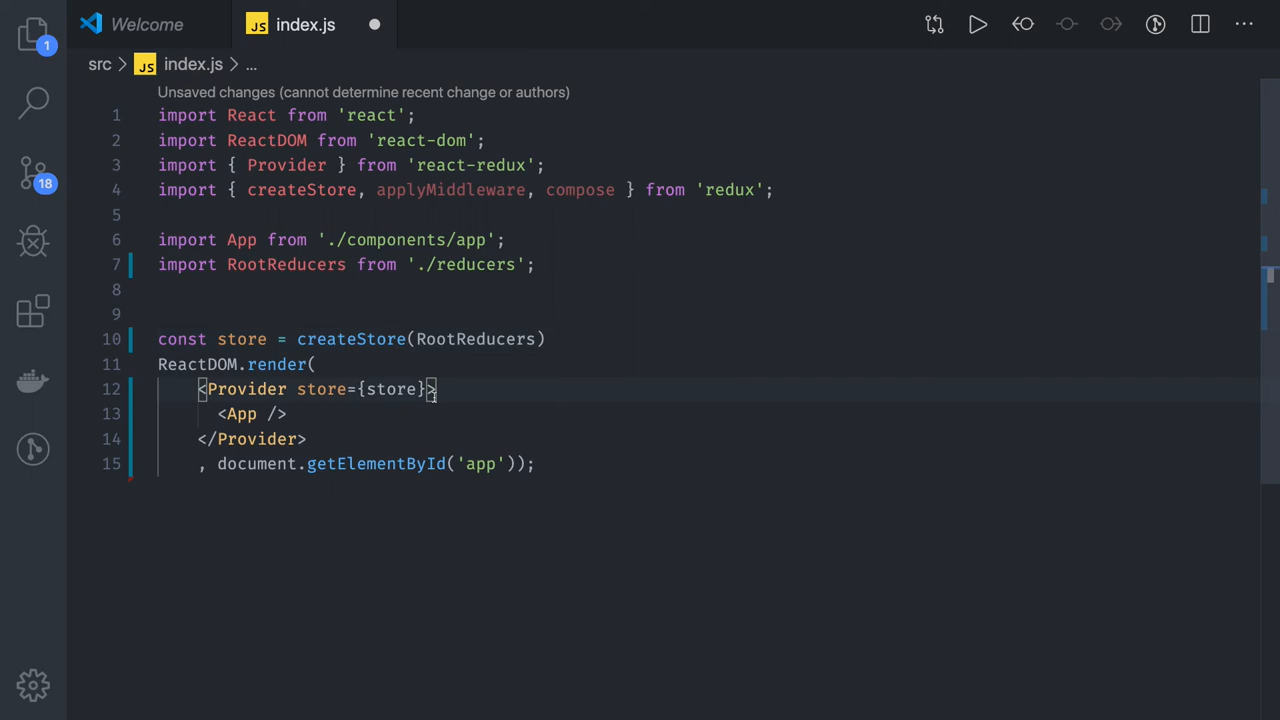 1
Welcome
JS index.js
src > JS index.js > ...
18
Unsaved changes (cannot determine recent change or authors)
1 import React from 'react';
2 import ReactDOM from 'react-dom';
3 import { Provider } from 'react-redux';
4 import { createStore, applyMiddleware, compose } from 'redux';
5
6 import App from './components/app';
7 import RootReducers from './reducers';
8
9
10 const store = createStore(RootReducers)
11 ReactDOM.render(
12 <Provider store={store}>
13 <App />
14 </Provider>
15 , document.getElementById('app'));